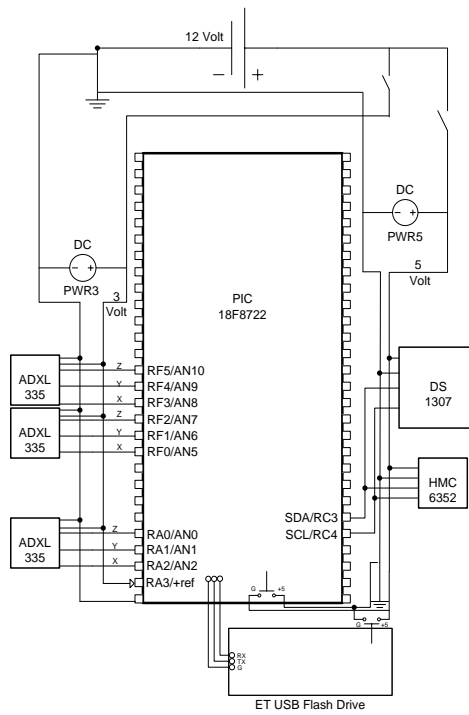 12 Volt
− +
DC
− +
PWR5
DC
− +
PWR3
3
Volt
5
Volt
PIC
18F8722
ADXL
335
Z RF5/AN10
Y RF4/AN9
X RF3/AN8
ADXL
335
Z RF2/AN7
Y RF1/AN6
X RF0/AN5
DS
1307
HMC
6352
SDA/RC3
SCL/RC4
ADXL
335
Z RA0/AN0
Y RA1/AN1
X RA2/AN2
RA3/+ref
G +5
G +5
RX
TX
G
ET USB Flash Drive